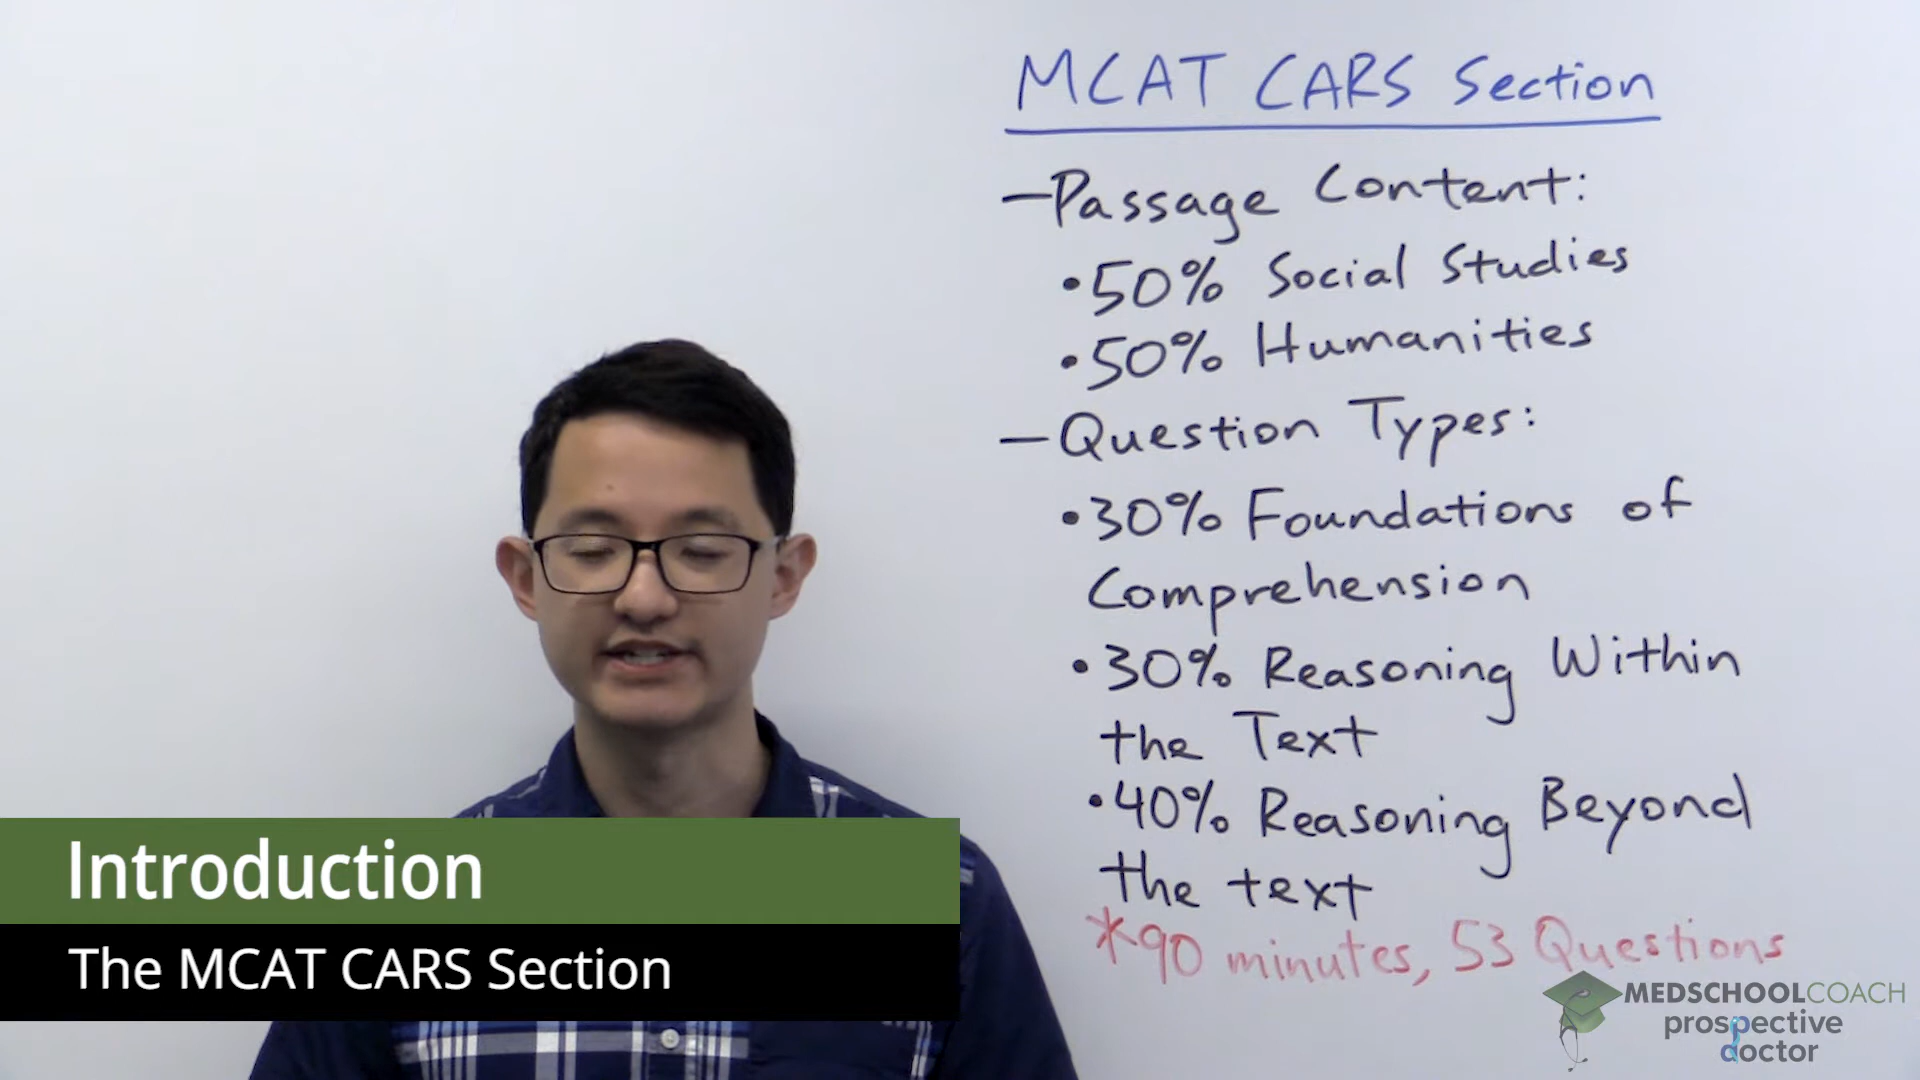 MCAT CARS Section
-Passage Content:
•50% Social Studies
•50% Humanities
-Question Types:
•30% Foundations of
Comprehension
•30% Reasoning Within
the Text
•40% Reasoning Beyond
the text
*90 minutes, 53 Questions
Introduction
The MCAT CARS Section
MEDSCHOOLCOACH
prospective
doctor